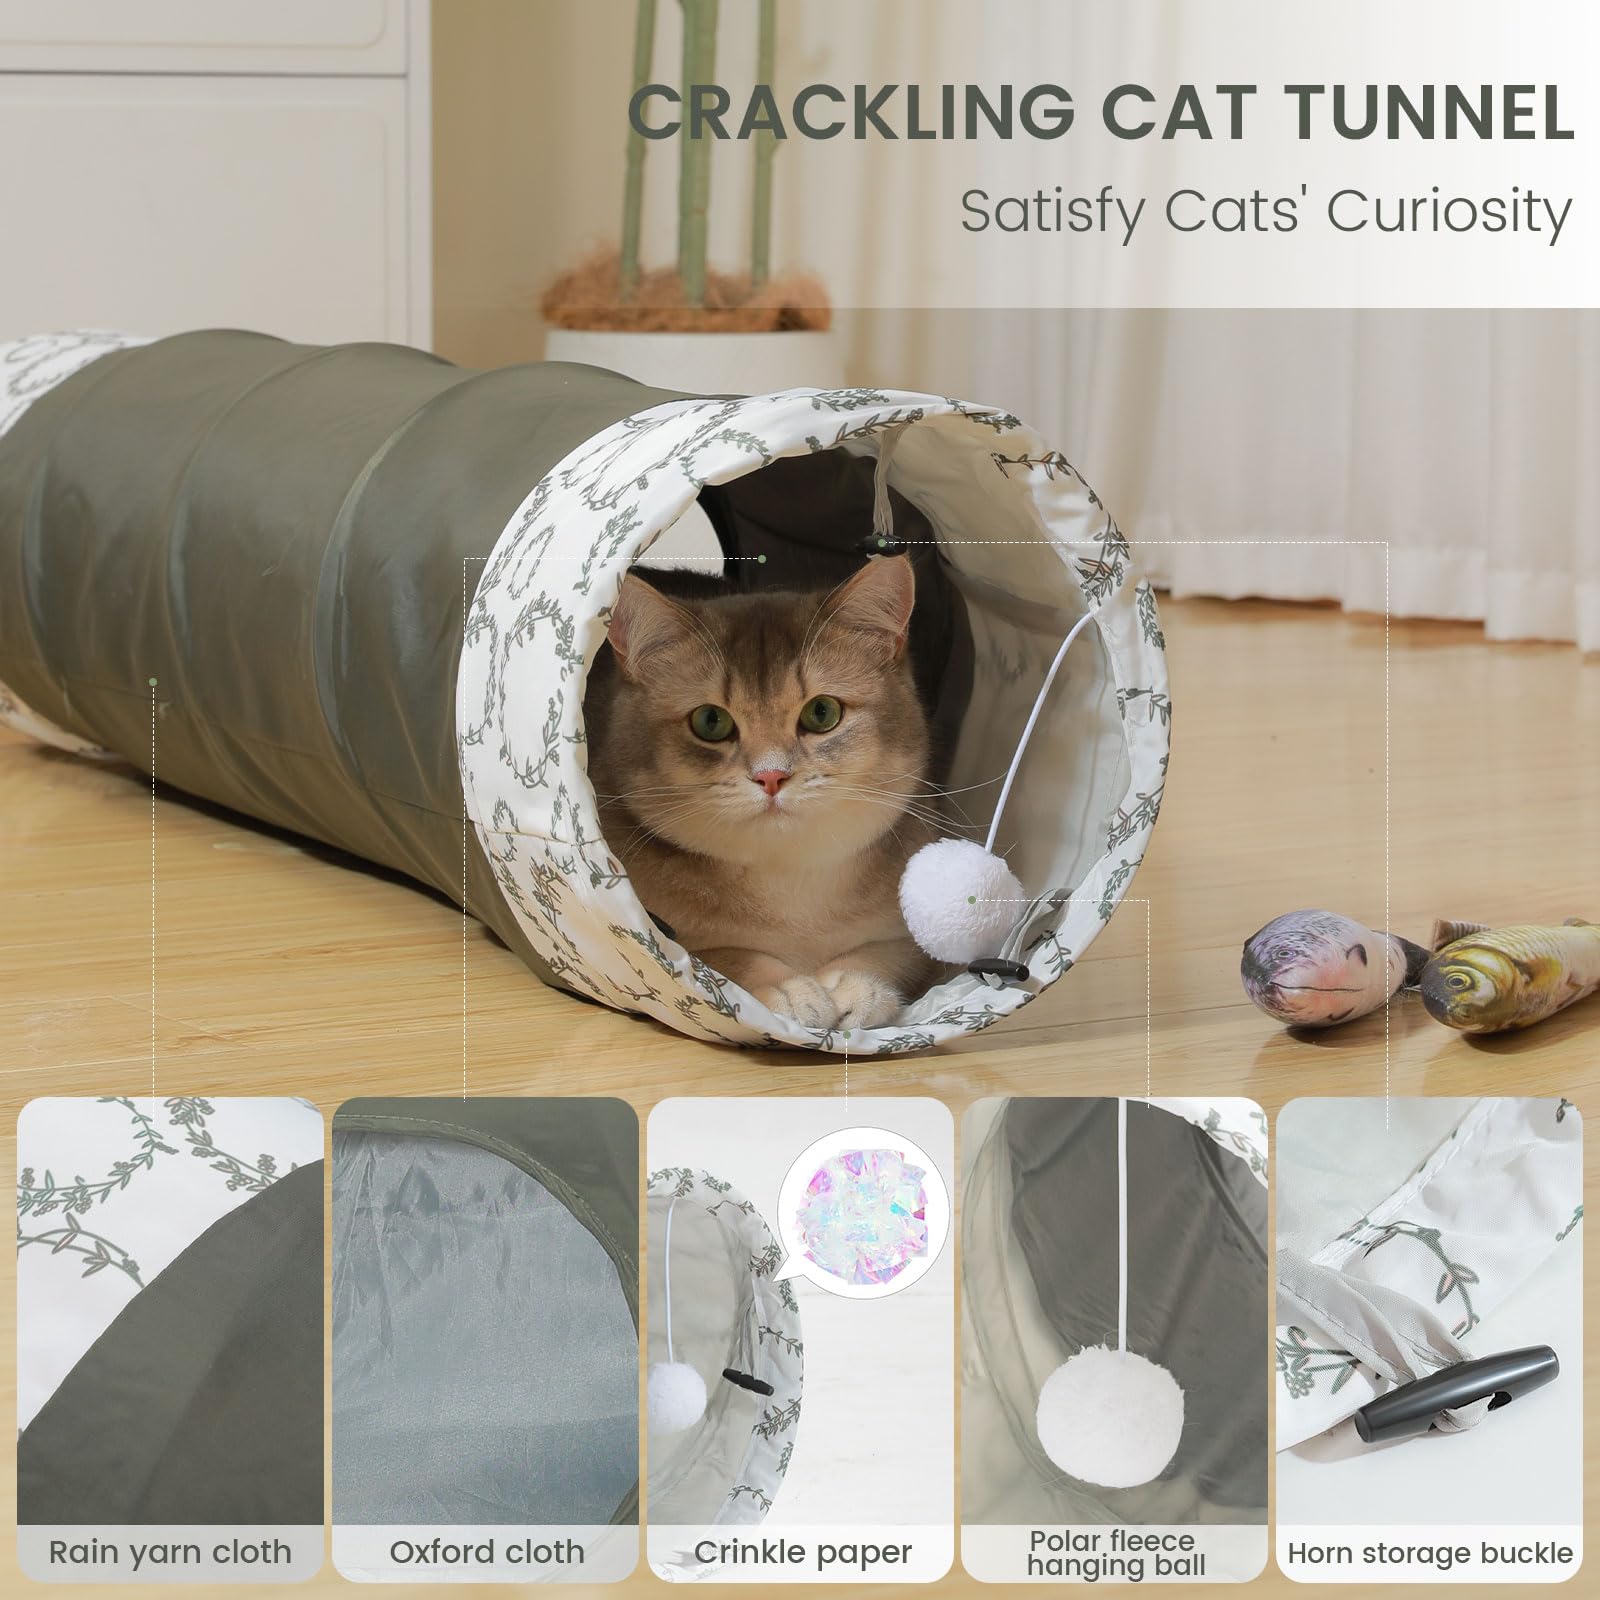 CRACKLING CAT TUNNEL
Satisfy Cats' Curiosity
Rain yarn cloth
Oxford cloth
Crinkle paper
Polar fleece
hanging ball
Horn storage buckle